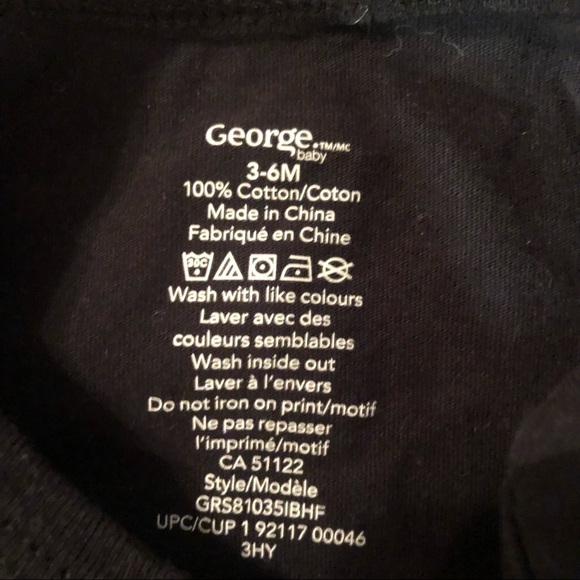 George.TM/MC
baby
3-6M
100% Cotton/Coton
Made in China
Fabriqué en Chine
30C
Wash with like colours
Laver avec des
couleurs semblables
Wash inside out
Laver à l'envers
Do not iron on print/motif
Ne pas repasser
l'imprimé/motif
CA 51122
Style/Modèle
GRS81035IBHF
UPC/CUP 1 92117 00046
3HY